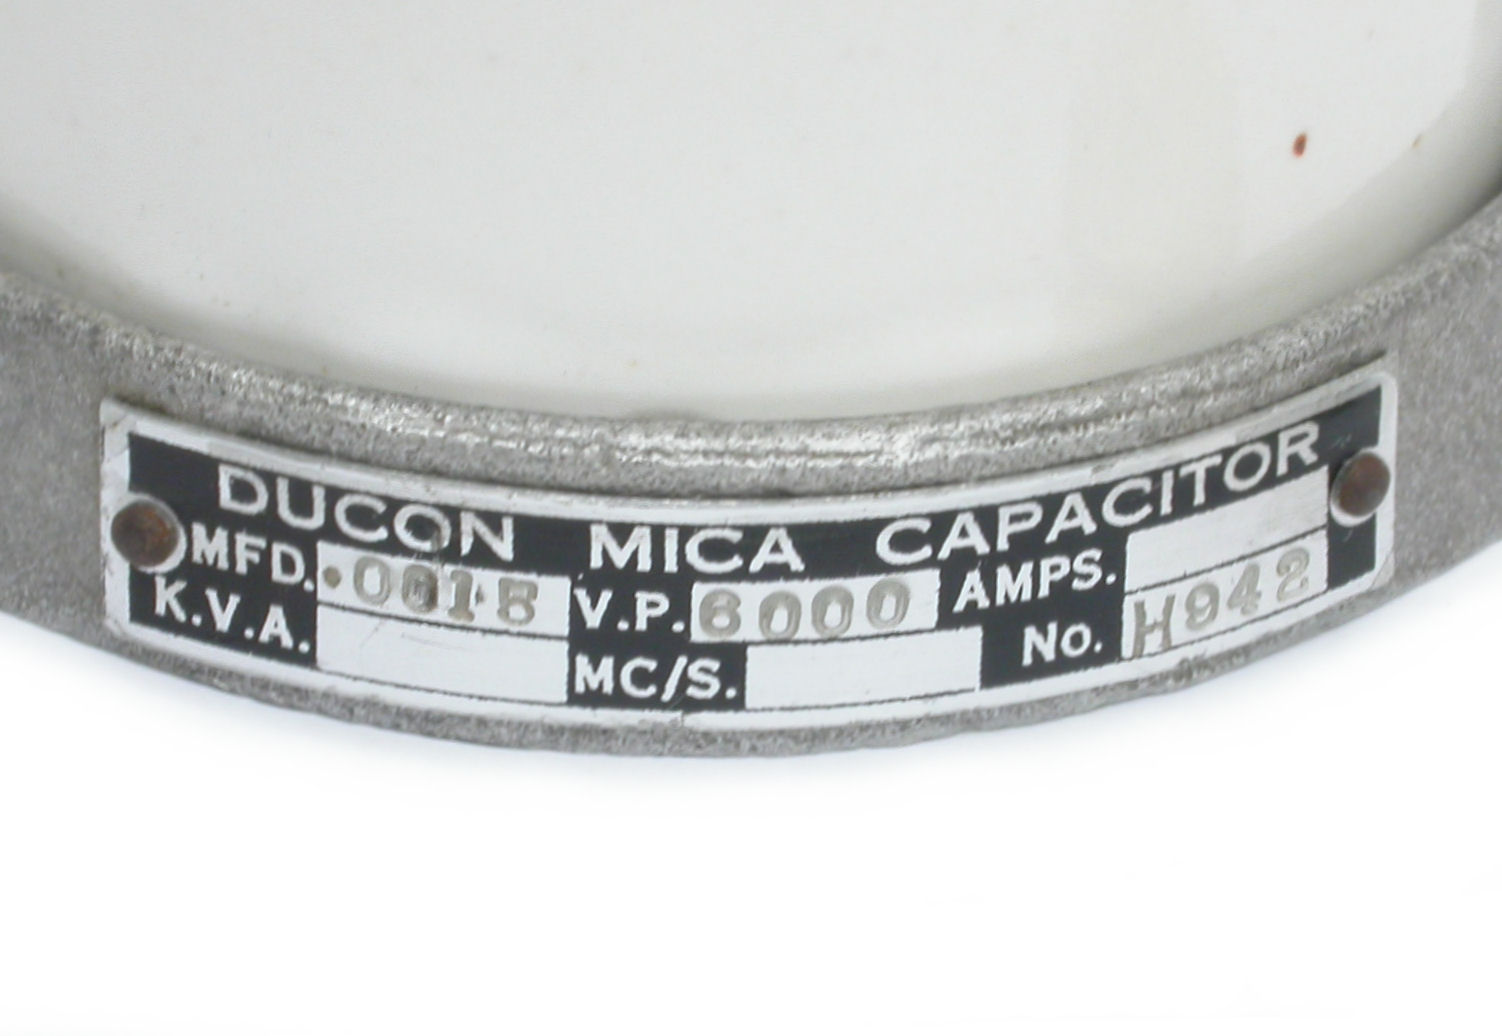 DUCON MICA CAPACITOR
MFD. .0015 V.P. 6000 AMPS.
K.V.A. MC/S. No. H942